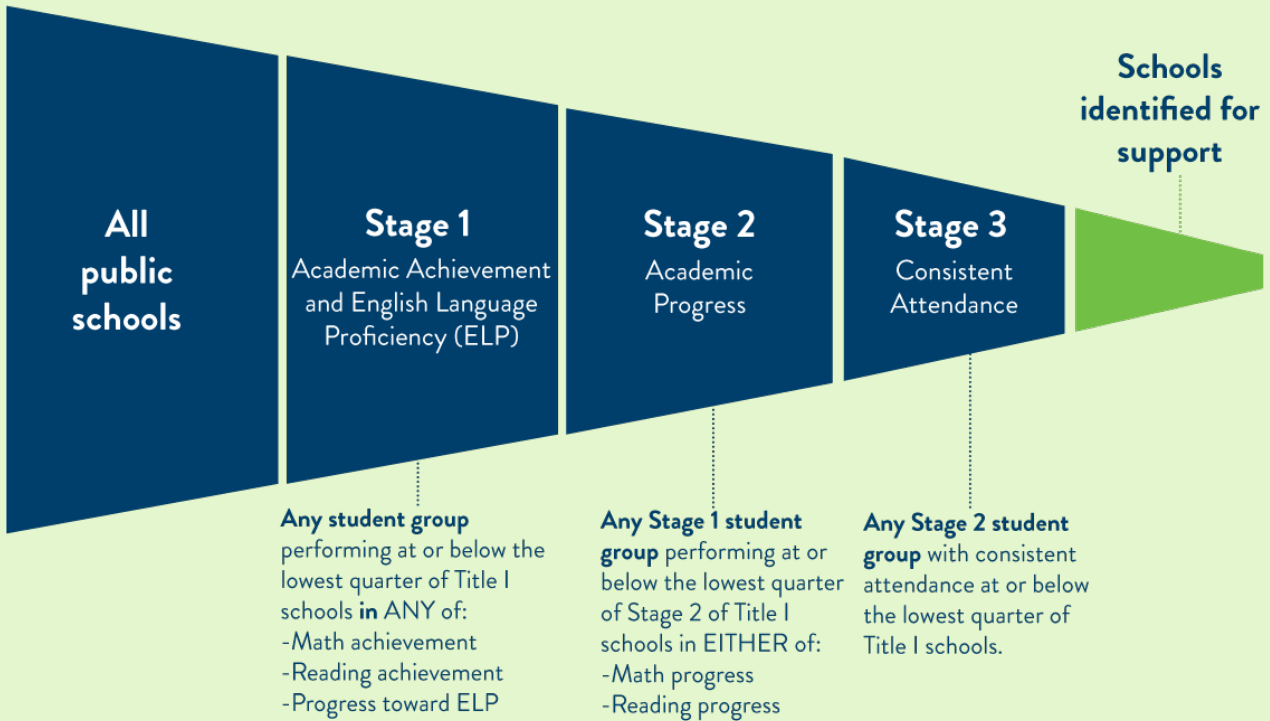 All
public
schools
Stage 1
Academic Achievement
and English Language
Proficiency (ELP)
Stage 2
Academic
Progress
Stage 3
Consistent
Attendance
Schools
identified for
support
Any student group
performing at or below the
lowest quarter of Title I
schools in ANY of:
-Math achievement
-Reading achievement
-Progress toward ELP
Any Stage 1 student
group performing at or
below the lowest quarter
of Stage 2 of Title I
schools in EITHER of:
-Math progress
-Reading progress
Any Stage 2 student
group with consistent
attendance at or below
the lowest quarter of
Title I schools.